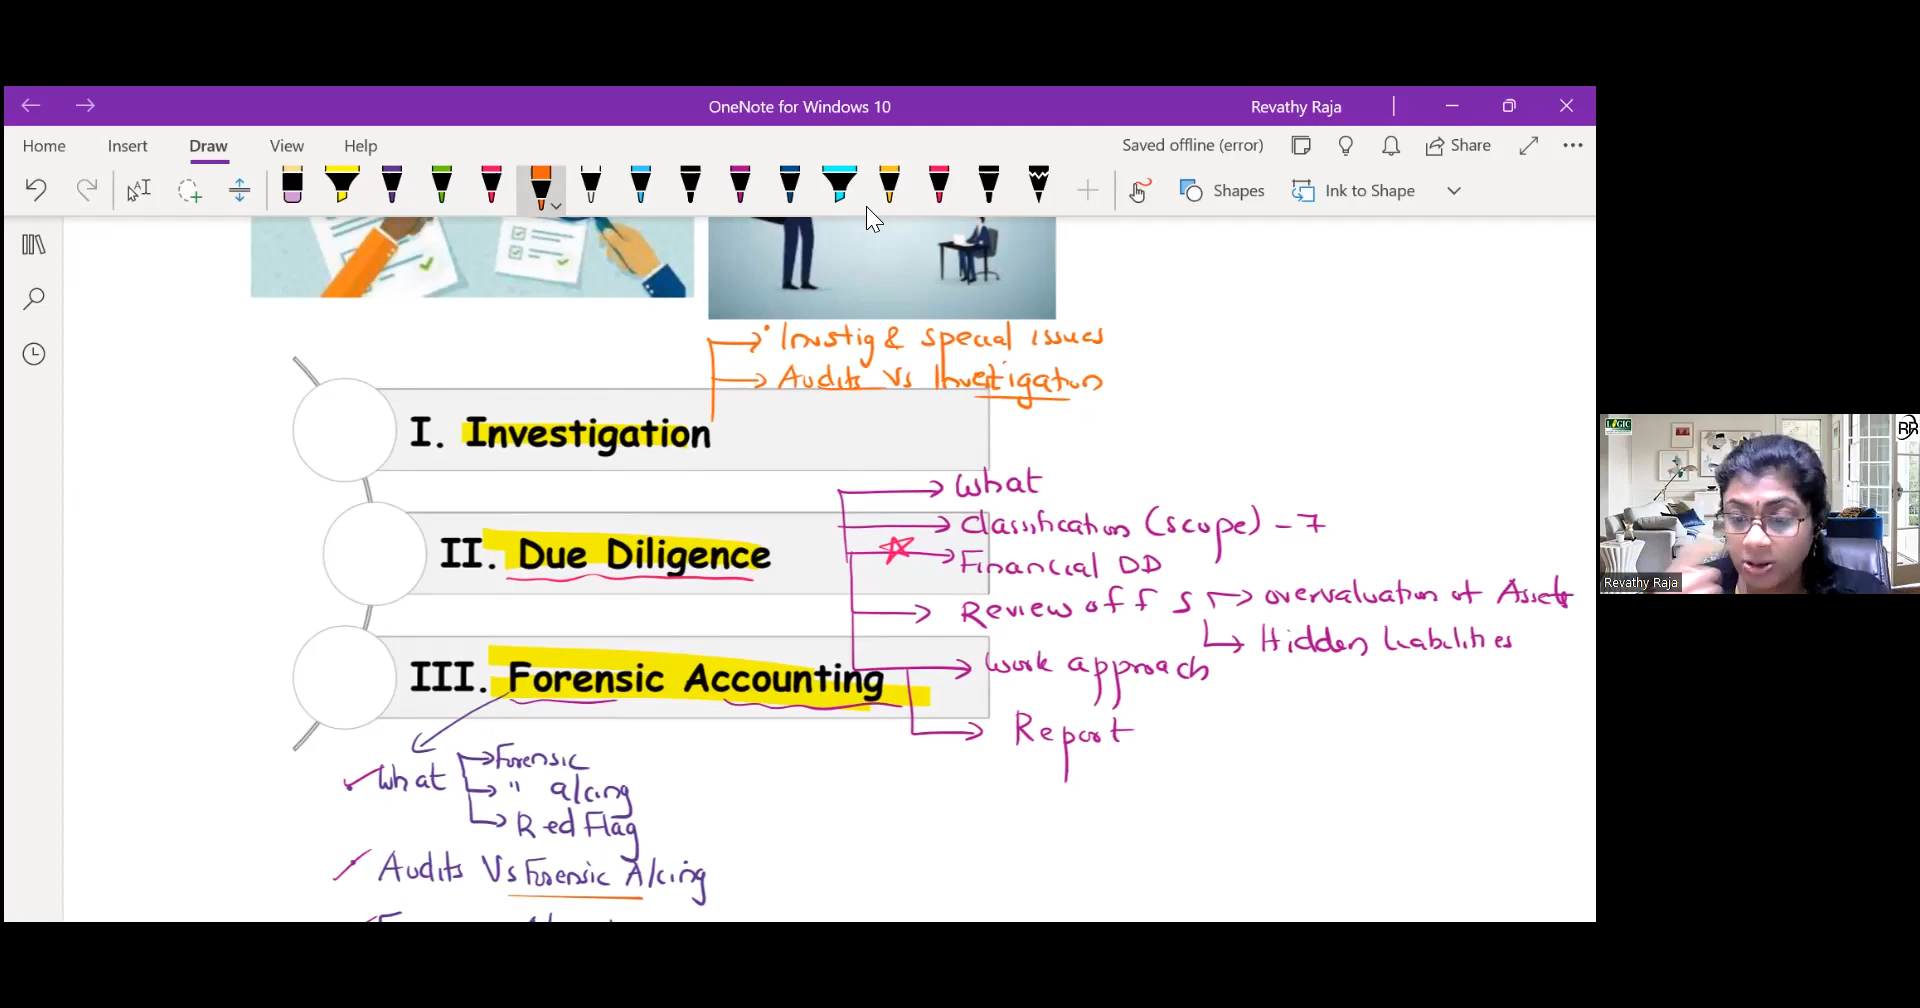 OneNote for Windows 10
Revathy Raja
Home Insert Draw View Help
Saved offline (error) Share
Shapes Ink to Shape
Invstig & special issues
Audits Vs Investigation
I. Investigation
What
Classification (scope) - 7
II. Due Diligence
Financial DD
Review of F S → overvaluation of Assets
↳ Hidden liabilities
III. Forensic Accounting
Work approach
Report
What → Forensic
→ " a/cing
→ Red Flag
Audits Vs Forensic A/cing
LOGIC
RR
Revathy Raja